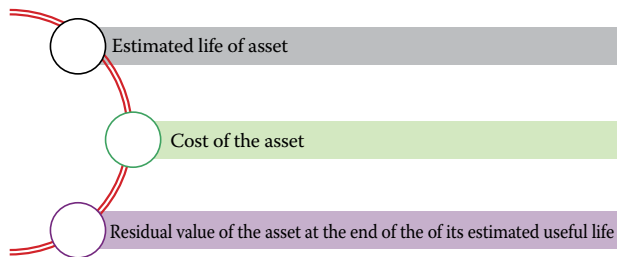 Estimated life of asset
Cost of the asset
Residual value of the asset at the end of the of its estimated useful life